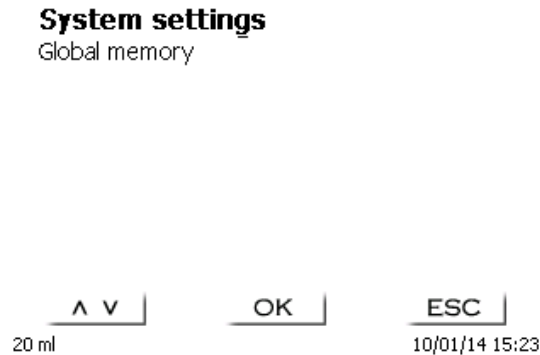 System settings
Global memory
∧ ∨ OK ESC
20 ml 10/01/14 15:23